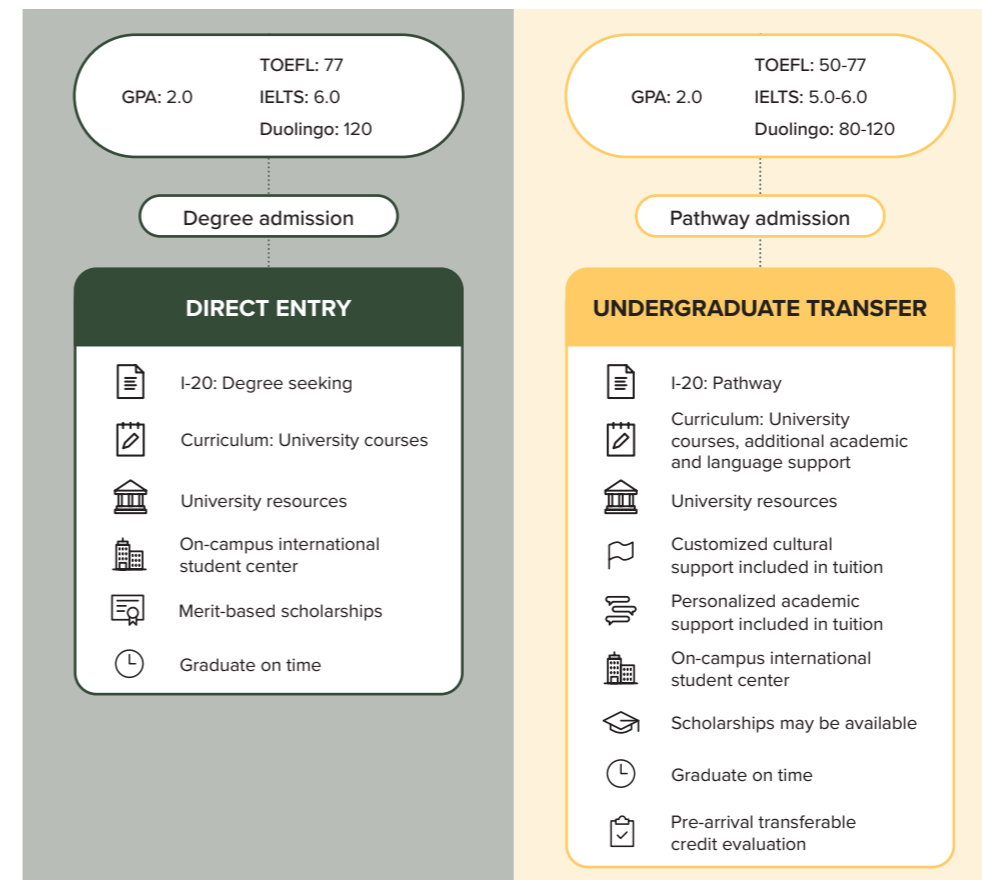 GPA: 2.0
TOEFL: 77
IELTS: 6.0
Duolingo: 120
Degree admission
DIRECT ENTRY
I-20: Degree seeking
Curriculum: University courses
University resources
On-campus international
student center
Merit-based scholarships
Graduate on time
GPA: 2.0
TOEFL: 50-77
IELTS: 5.0-6.0
Duolingo: 80-120
Pathway admission
UNDERGRADUATE TRANSFER
I-20: Pathway
Curriculum: University
courses, additional academic
and language support
University resources
Customized cultural
support included in tuition
Personalized academic
support included in tuition
On-campus international
student center
Scholarships may be available
Graduate on time
Pre-arrival transferable
credit evaluation